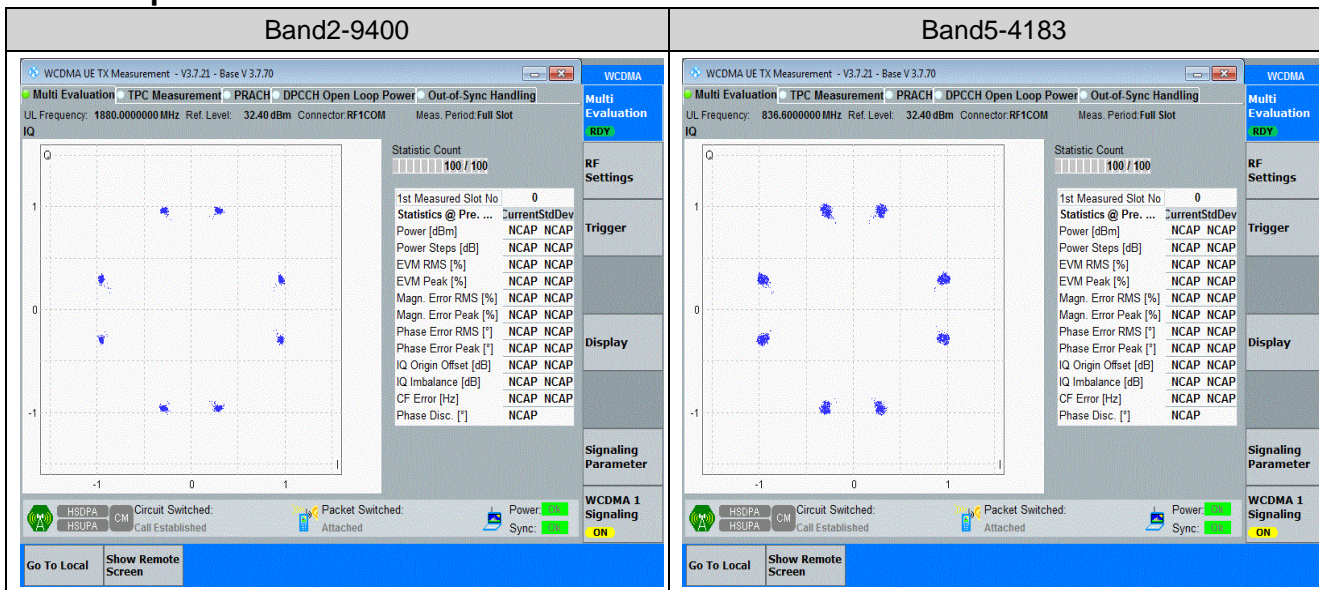 Band2-9400
Band5-4183
WCDMA UE TX Measurement - V3.7.21 - Base V 3.7.70
WCDMA
Multi Evaluation TPC Measurement PRACH DPCCH Open Loop Power Out-of-Sync Handling
Multi Evaluation
RDY
UL Frequency: 1880.0000000 MHz Ref. Level: 32.40 dBm Connector:RF1COM Meas. Period:Full Slot
IQ
Q
1
0
-1
-1 0 1
I
Statistic Count
100 / 100
1st Measured Slot No 0
Statistics @ Pre. ... CurrentStdDev
Power [dBm] NCAP NCAP
Power Steps [dB] NCAP NCAP
EVM RMS [%] NCAP NCAP
EVM Peak [%] NCAP NCAP
Magn. Error RMS [%] NCAP NCAP
Magn. Error Peak [%] NCAP NCAP
Phase Error RMS [°] NCAP NCAP
Phase Error Peak [°] NCAP NCAP
IQ Origin Offset [dB] NCAP NCAP
IQ Imbalance [dB] NCAP NCAP
CF Error [Hz] NCAP NCAP
Phase Disc. [°] NCAP
RF
Settings
Trigger
Display
Signaling
Parameter
WCDMA 1
Signaling
ON
HSDPA
HSUPA
CM
Circuit Switched:
Call Established
Packet Switched:
Attached
Power: Ok
Sync: Ok
Go To Local
Show Remote
Screen
WCDMA UE TX Measurement - V3.7.21 - Base V 3.7.70
WCDMA
Multi Evaluation TPC Measurement PRACH DPCCH Open Loop Power Out-of-Sync Handling
Multi Evaluation
RDY
UL Frequency: 836.6000000 MHz Ref. Level: 32.40 dBm Connector:RF1COM Meas. Period:Full Slot
IQ
Q
1
0
-1
-1 0 1
I
Statistic Count
100 / 100
1st Measured Slot No 0
Statistics @ Pre. ... CurrentStdDev
Power [dBm] NCAP NCAP
Power Steps [dB] NCAP NCAP
EVM RMS [%] NCAP NCAP
EVM Peak [%] NCAP NCAP
Magn. Error RMS [%] NCAP NCAP
Magn. Error Peak [%] NCAP NCAP
Phase Error RMS [°] NCAP NCAP
Phase Error Peak [°] NCAP NCAP
IQ Origin Offset [dB] NCAP NCAP
IQ Imbalance [dB] NCAP NCAP
CF Error [Hz] NCAP NCAP
Phase Disc. [°] NCAP
RF
Settings
Trigger
Display
Signaling
Parameter
WCDMA 1
Signaling
ON
HSDPA
HSUPA
CM
Circuit Switched:
Call Established
Packet Switched:
Attached
Power: Ok
Sync: Ok
Go To Local
Show Remote
Screen